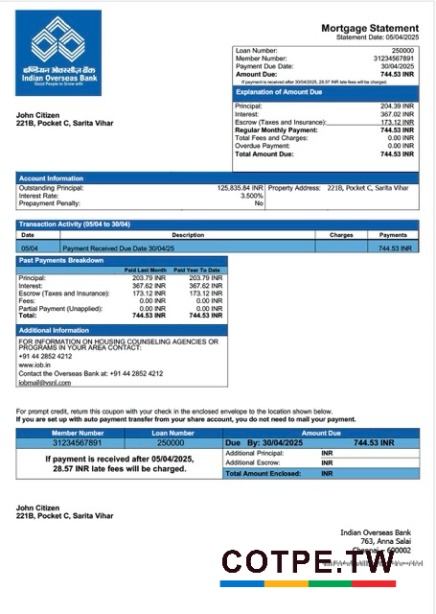 इण्डियन ओवरसीज़ बैंक
Indian Overseas Bank
Good People to Grow with
Mortgage Statement
Statement Date: 05/04/2025
Loan Number: 250000
Member Number: 31234567891
Payment Due Date: 30/04/2025
Amount Due: 744.53 INR
If payment is received after 30/04/2025, 28.57 INR late fees will be charged.
Explanation of Amount Due
Principal: 204.39 INR
Interest: 367.02 INR
Escrow (Taxes and Insurance): 173.12 INR
Regular Monthly Payment: 744.53 INR
Total Fees and Charges: 0.00 INR
Overdue Payment: 0.00 INR
Total Amount Due: 744.53 INR
John Citizen
221B, Pocket C, Sarita Vihar
Account Information
Outstanding Principal: 125,835.84 INR Property Address: 221B, Pocket C, Sarita Vihar
Interest Rate: 3.500%
Prepayment Penalty: No
Transaction Activity (05/04 to 30/04)
Date Description Charges Payments
05/04 Payment Received Due Date 30/04/25 744.53 INR
Past Payments Breakdown
Paid Last Month Paid Year To Date
Principal: 203.79 INR 203.79 INR
Interest: 367.62 INR 367.62 INR
Escrow (Taxes and Insurance): 173.12 INR 173.12 INR
Fees: 0.00 INR 0.00 INR
Partial Payment (Unapplied): 0.00 INR 0.00 INR
Total: 744.53 INR 744.53 INR
Additional Information
FOR INFORMATION ON HOUSING COUNSELING AGENCIES OR
PROGRAMS IN YOUR AREA CONTACT:
+91 44 2852 4212
www.iob.in
Contact the Overseas Bank at: +91 44 2852 4212
iobmail@vsnl.com
For prompt credit, return this coupon with your check in the enclosed envelope to the location shown below.
If you are set up with auto payment transfer from your share account, you do not need to mail your payment.
Member Number Loan Number Amount Due
31234567891 250000 Due By: 30/04/2025 744.53 INR
If payment is received after 05/04/2025,
28.57 INR late fees will be charged.
Additional Principal: INR
Additional Escrow: INR
Total Amount Enclosed: INR
John Citizen
221B, Pocket C, Sarita Vihar
Indian Overseas Bank
763, Anna Salai
Chennai - 600002
COTPE.TW